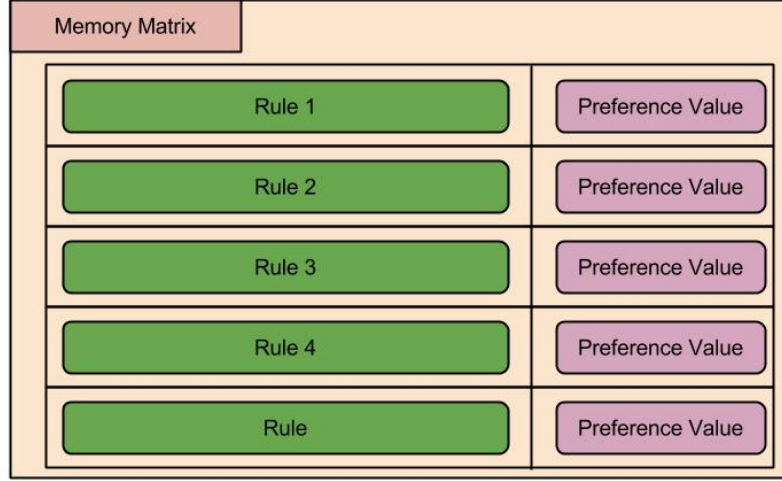 Memory Matrix
Rule 1 Preference Value
Rule 2 Preference Value
Rule 3 Preference Value
Rule 4 Preference Value
Rule Preference Value